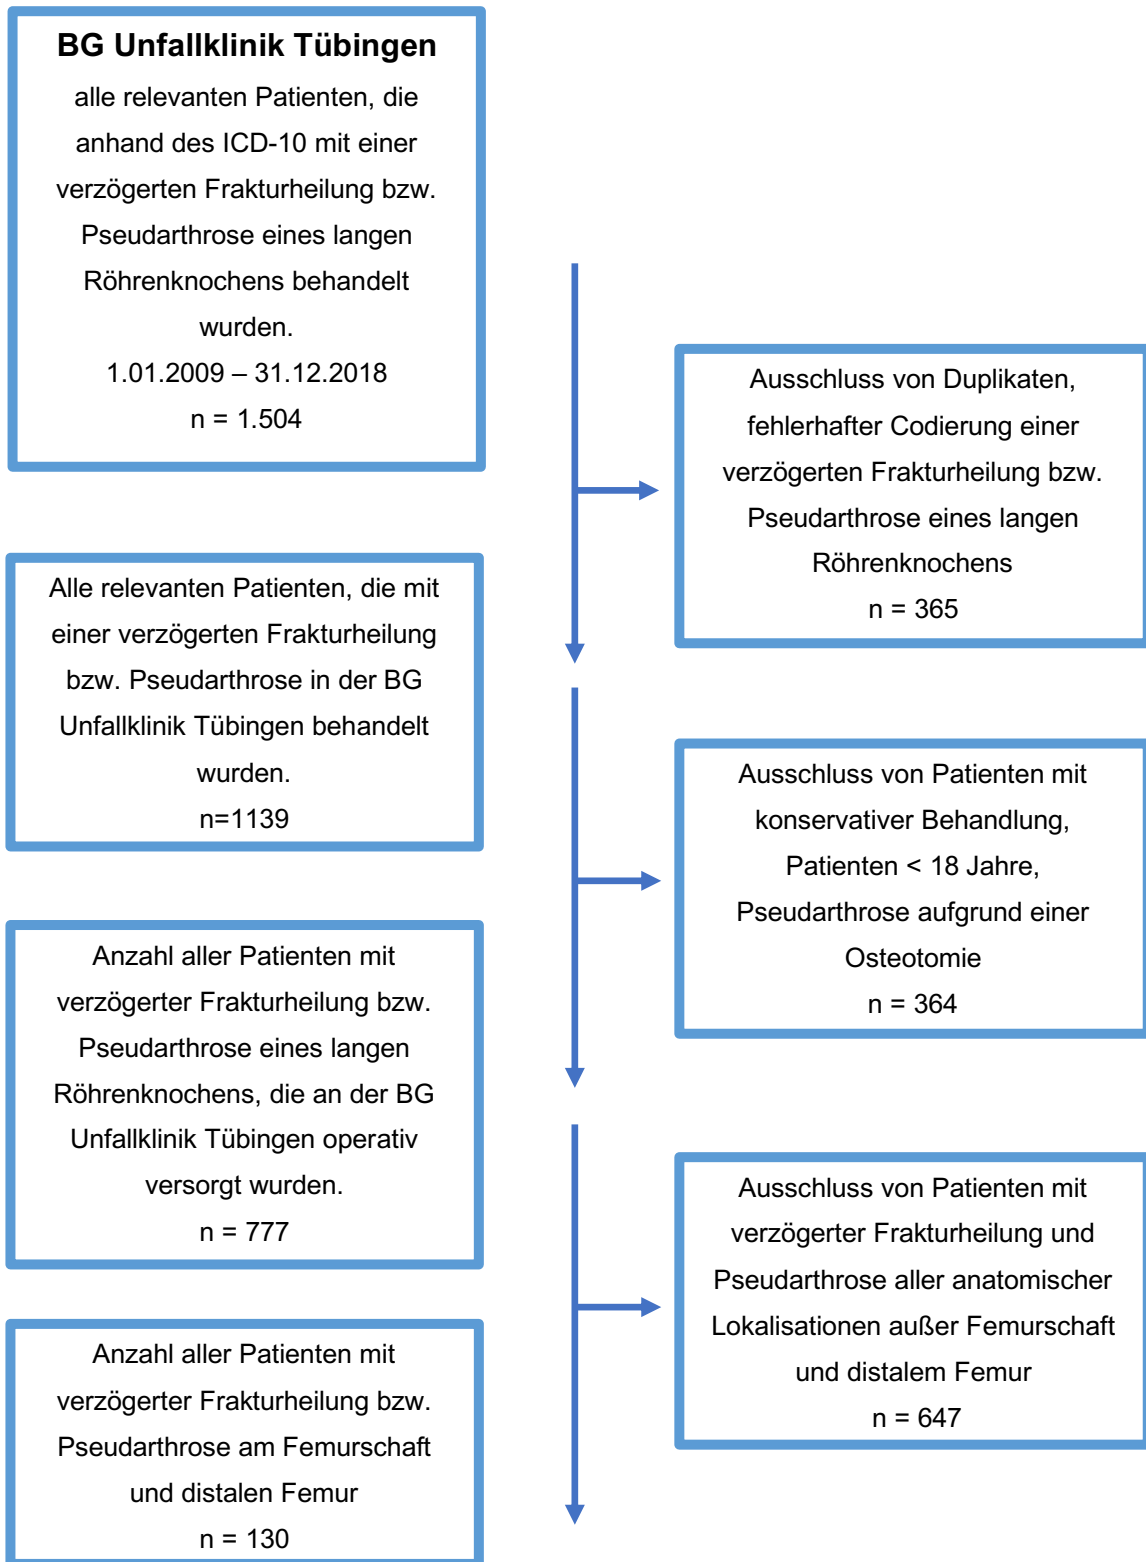 BG Unfallklinik Tübingen
alle relevanten Patienten, die
anhand des ICD-10 mit einer
verzögerten Frakturheilung bzw.
Pseudarthrose eines langen
Röhrenknochens behandelt
wurden.
1.01.2009 – 31.12.2018
n = 1.504
Ausschluss von Duplikaten,
fehlerhafter Codierung einer
verzögerten Frakturheilung bzw.
Pseudarthrose eines langen
Röhrenknochens
n = 365
Alle relevanten Patienten, die mit
einer verzögerten Frakturheilung
bzw. Pseudarthrose in der BG
Unfallklinik Tübingen behandelt
wurden.
n=1139
Ausschluss von Patienten mit
konservativer Behandlung,
Patienten < 18 Jahre,
Pseudarthrose aufgrund einer
Osteotomie
n = 364
Anzahl aller Patienten mit
verzögerter Frakturheilung bzw.
Pseudarthrose eines langen
Röhrenknochens, die an der BG
Unfallklinik Tübingen operativ
versorgt wurden.
n = 777
Ausschluss von Patienten mit
verzögerter Frakturheilung und
Pseudarthrose aller anatomischer
Lokalisationen außer Femurschaft
und distalem Femur
n = 647
Anzahl aller Patienten mit
verzögerter Frakturheilung bzw.
Pseudarthrose am Femurschaft
und distalen Femur
n = 130